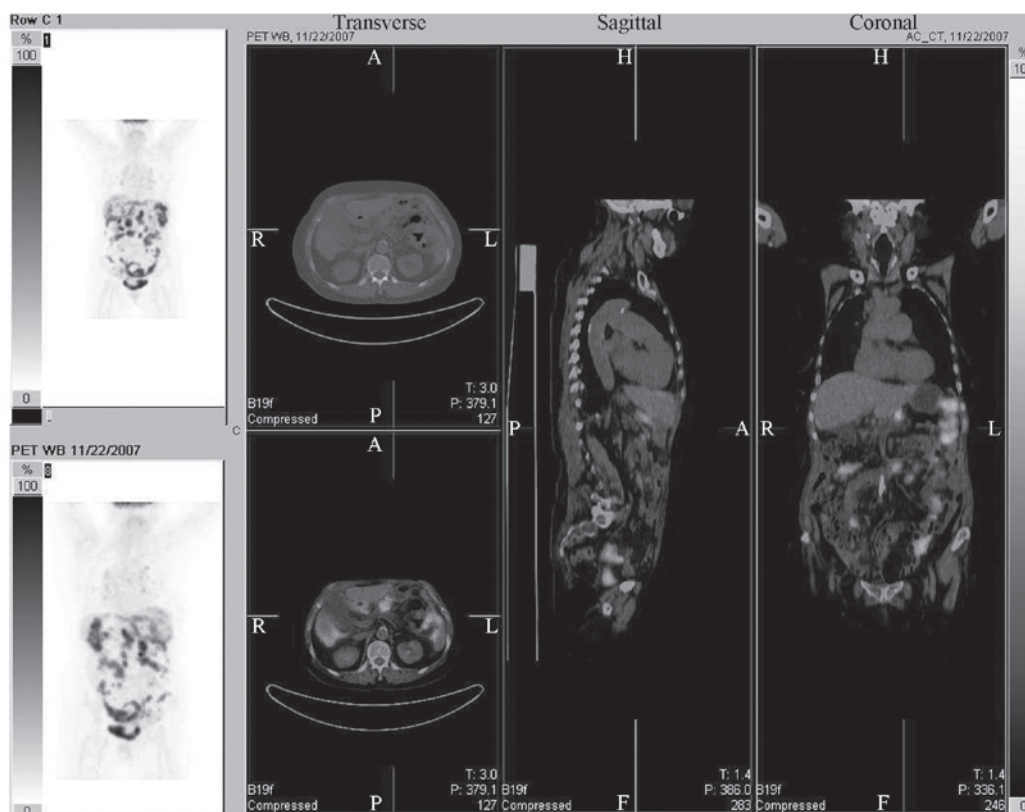 Row C 1
%
1
100
0
PET WB 11/22/2007
%
8
100
0
Transverse
Sagittal
Coronal
PET WB, 11/22/2007
AC_CT, 11/22/2007
A
R
L
P
T: 3.0
P: 379.1
127
B19f
Compressed
C
A
R
L
P
T: 3.0
P: 379.1
127
B19f
Compressed
H
P
A
F
T: 1.4
P: 386.0
283
H
R
L
F
T: 1.4
P: 336.1
246
B19f
Compressed
B19f
Compressed